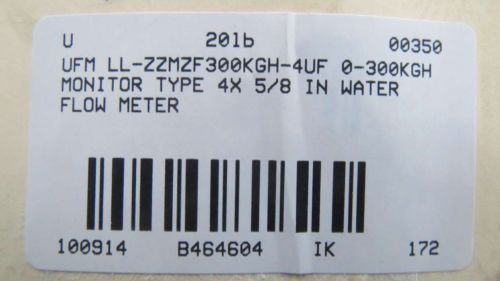 U 201b 00350
UFM LL-ZZMZF300KGH-4UF 0-300KGH
MONITOR TYPE 4X 5/8 IN WATER
FLOW METER
100914 B464604 IK 172